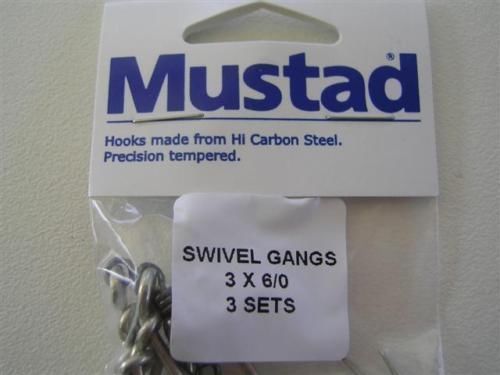 Mustad®
Hooks made from Hi Carbon Steel.
Precision tempered.
SWIVEL GANGS
3 X 6/0
3 SETS